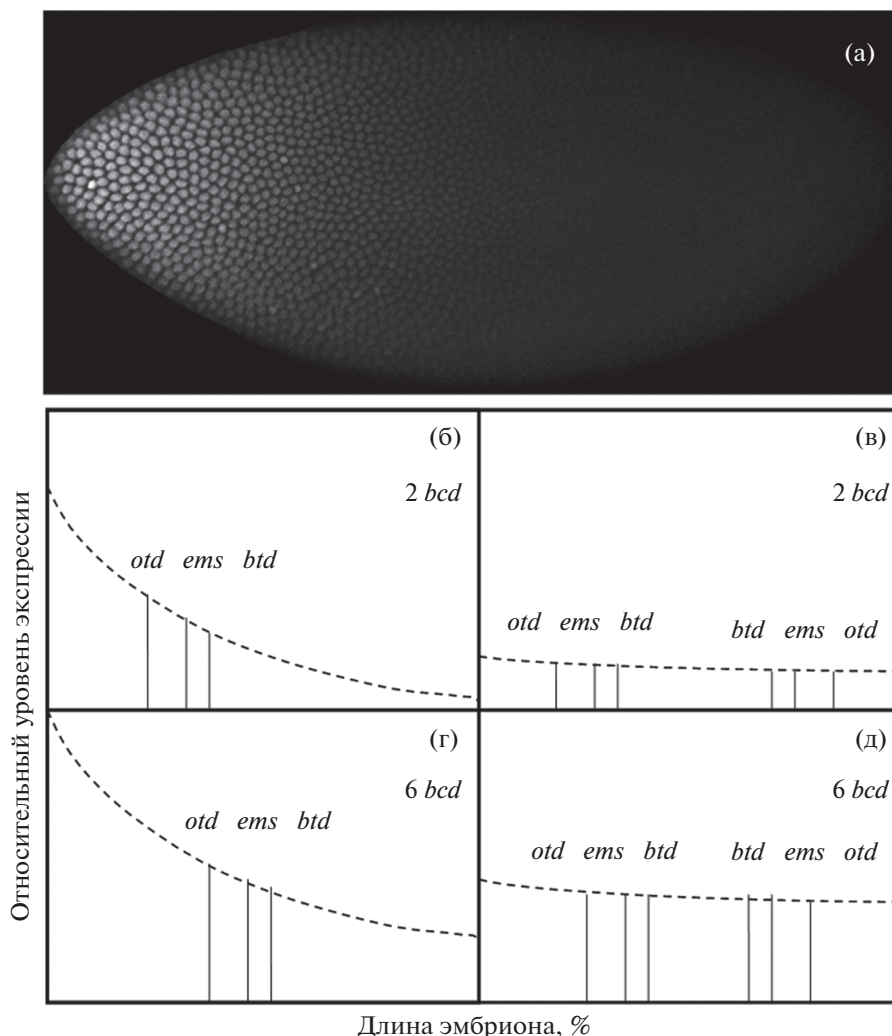 (а)
Относительный уровень экспрессии
(б)
2 bcd
otd ems btd
(в)
2 bcd
otd ems btd
btd ems otd
(г)
6 bcd
otd ems btd
(д)
6 bcd
otd ems btd
btd ems otd
Длина эмбриона, %